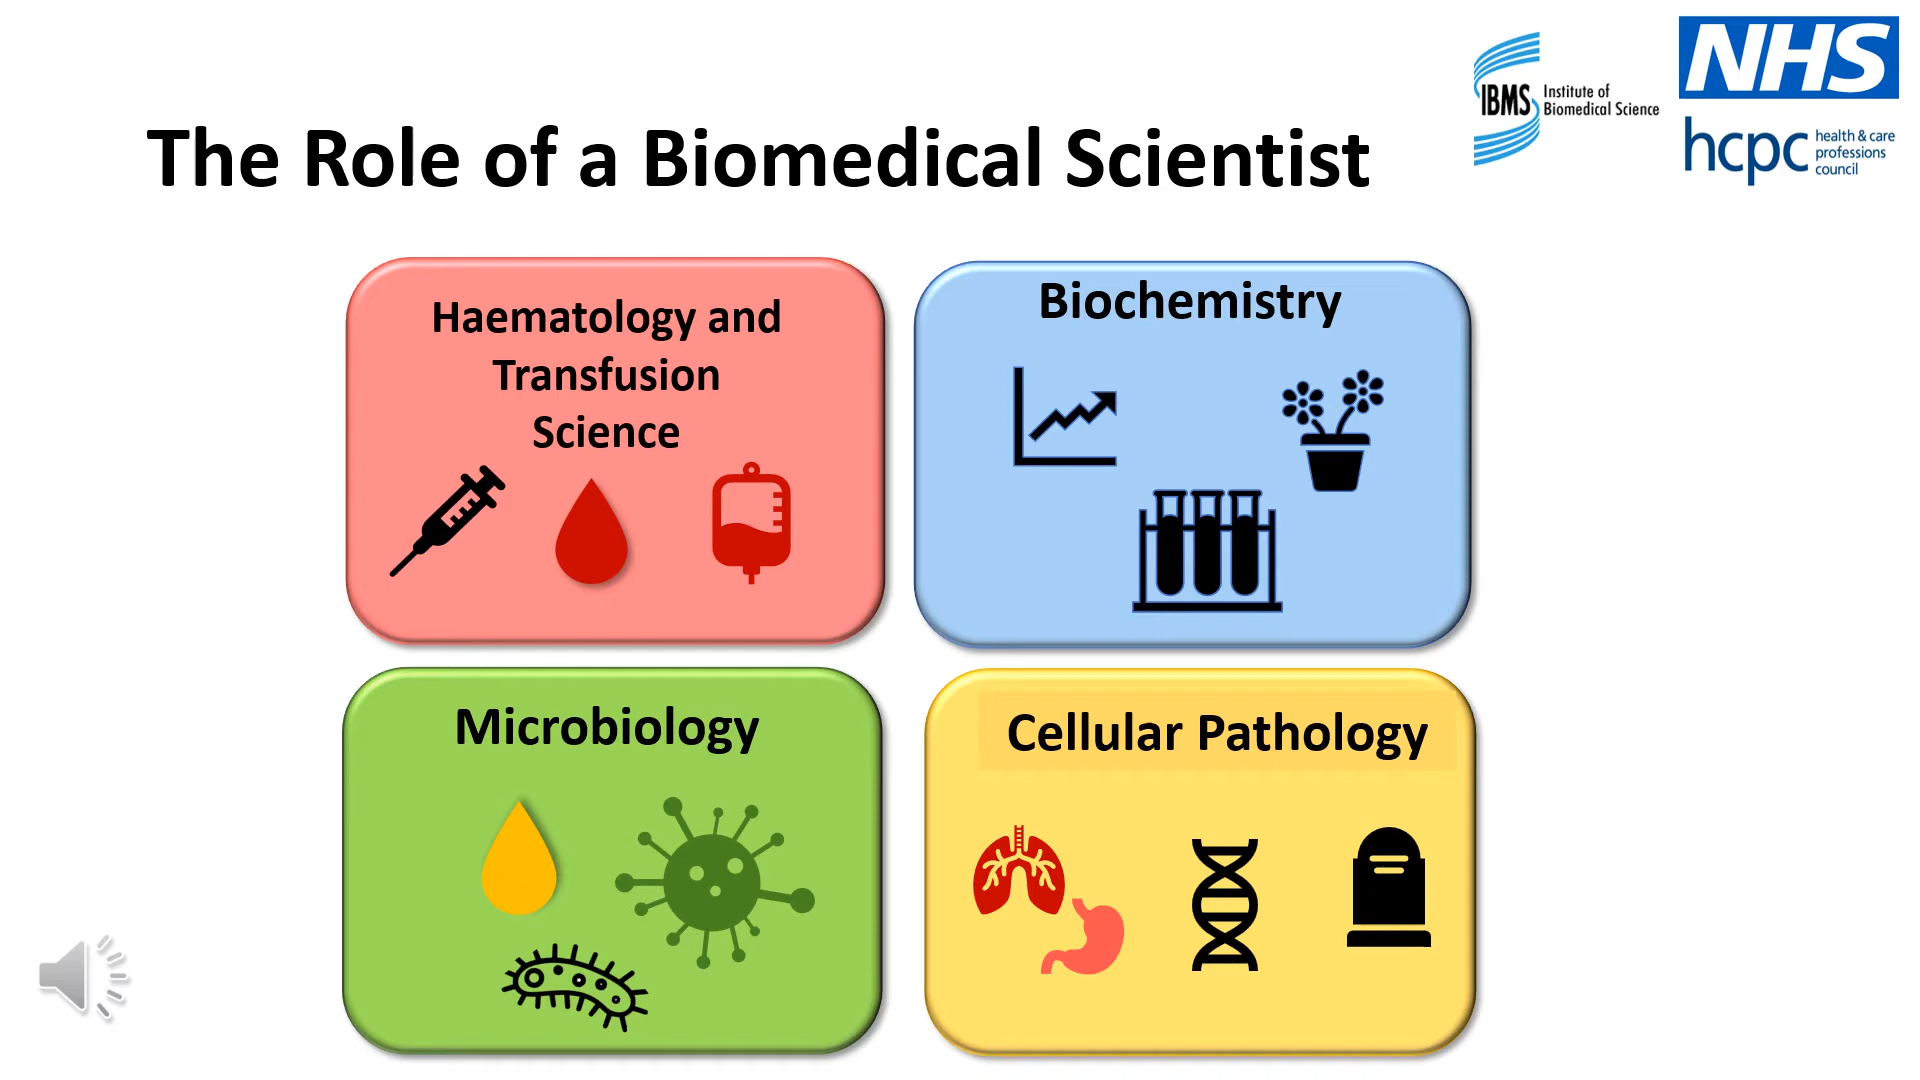 The Role of a Biomedical Scientist
IBMS
Institute of
Biomedical Science
NHS
hcpc
health & care
professions
council
Haematology and
Transfusion
Science
Biochemistry
Microbiology
Cellular Pathology